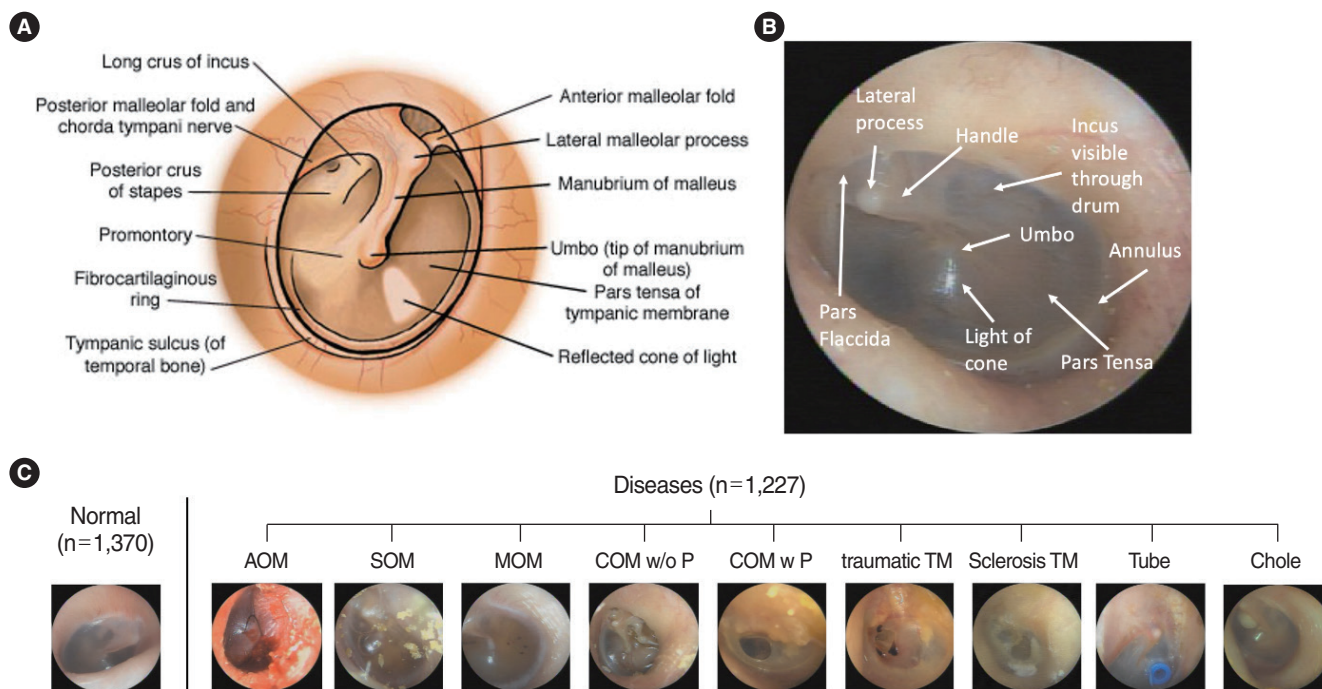 A
Long crus of incus
Posterior malleolar fold and
chorda tympani nerve
Posterior crus
of stapes
Promontory
Fibrocartilaginous
ring
Tympanic sulcus (of
temporal bone)
Anterior malleolar fold
Lateral malleolar process
Manubrium of malleus
Umbo (tip of manubrium
of malleus)
Pars tensa of
tympanic membrane
Reflected cone of light
B
Lateral
process
Handle
Incus
visible
through
drum
Umbo
Annulus
Pars
Flaccida
Light of
cone
Pars Tensa
C
Normal
(n=1,370)
Diseases (n=1,227)
AOM
SOM
MOM
COM w/o P
COM w P
traumatic TM
Sclerosis TM
Tube
Chole